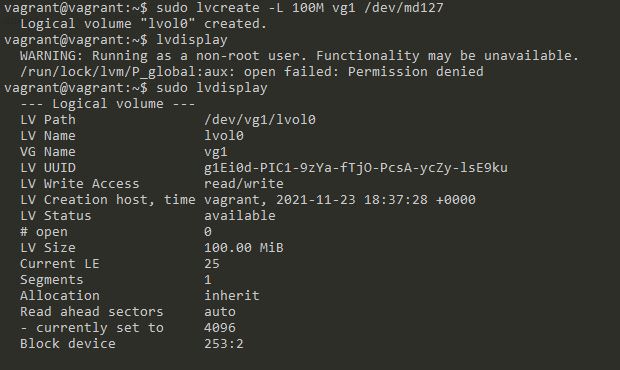 vagrant@vagrant:~$ sudo lvcreate -L 100M vg1 /dev/md127
  Logical volume "lvol0" created.
vagrant@vagrant:~$ lvdisplay
  WARNING: Running as a non-root user. Functionality may be unavailable.
  /run/lock/lvm/P_global:aux: open failed: Permission denied
vagrant@vagrant:~$ sudo lvdisplay
  --- Logical volume ---
  LV Path                /dev/vg1/lvol0
  LV Name                lvol0
  VG Name                vg1
  LV UUID                g1Ei0d-PIC1-9zYa-fTjO-PcsA-ycZy-lsE9ku
  LV Write Access        read/write
  LV Creation host, time vagrant, 2021-11-23 18:37:28 +0000
  LV Status              available
  # open                 0
  LV Size                100.00 MiB
  Current LE             25
  Segments               1
  Allocation             inherit
  Read ahead sectors     auto
  - currently set to     4096
  Block device           253:2